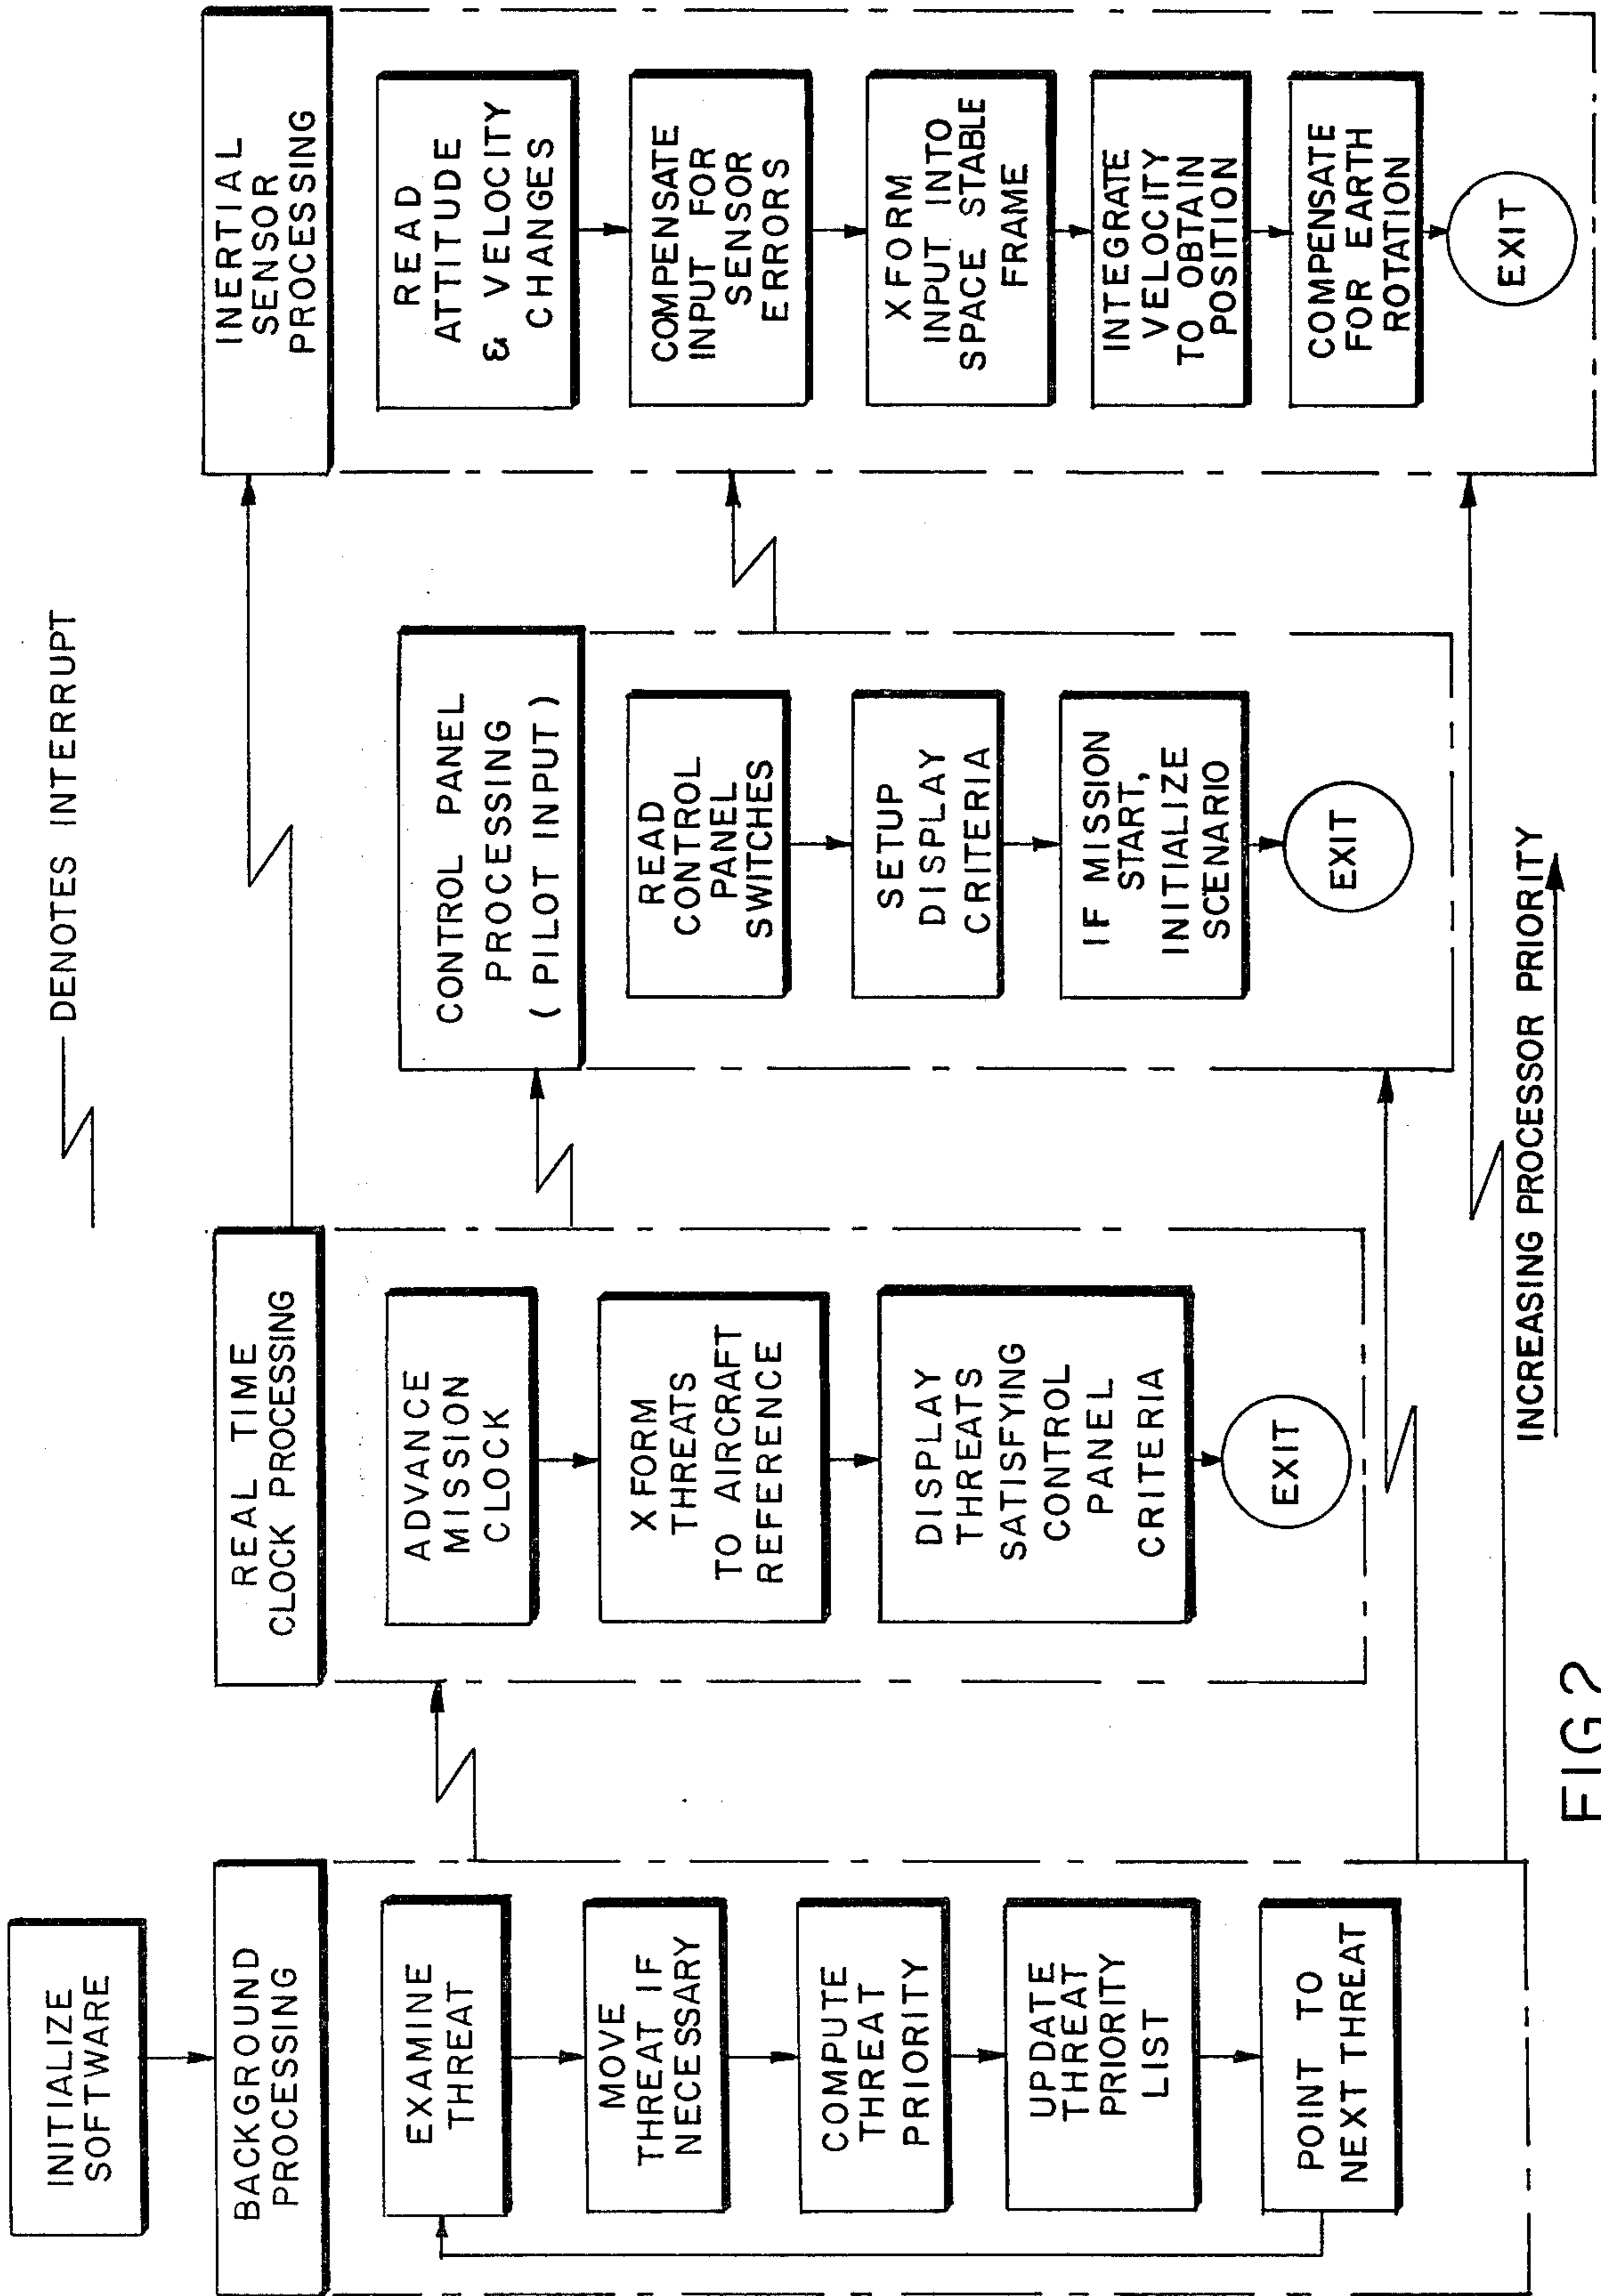 DENOTES INTERRUPT
INITIALIZE
SOFTWARE
BACKGROUND
PROCESSING
EXAMINE
THREAT
MOVE
THREAT IF
NECESSARY
COMPUTE
THREAT
PRIORITY
UPDATE
THREAT
PRIORITY
LIST
POINT TO
NEXT THREAT
REAL TIME
CLOCK PROCESSING
ADVANCE
MISSION
CLOCK
X FORM
THREATS
TO AIRCRAFT
REFERENCE
DISPLAY
THREATS
SATISFYING
CONTROL
PANEL
CRITERIA
EXIT
CONTROL PANEL
PROCESSING
(PILOT INPUT)
READ
CONTROL
PANEL
SWITCHES
SETUP
DISPLAY
CRITERIA
IF MISSION
START,
INITIALIZE
SCENARIO
EXIT
INERTIAL
SENSOR
PROCESSING
READ
ATTITUDE
& VELOCITY
CHANGES
COMPENSATE
INPUT FOR
SENSOR
ERRORS
X FORM
INPUT INTO
SPACE STABLE
FRAME
INTEGRATE
VELOCITY
TO OBTAIN
POSITION
COMPENSATE
FOR EARTH
ROTATION
EXIT
INCREASING PROCESSOR PRIORITY
FIG 2